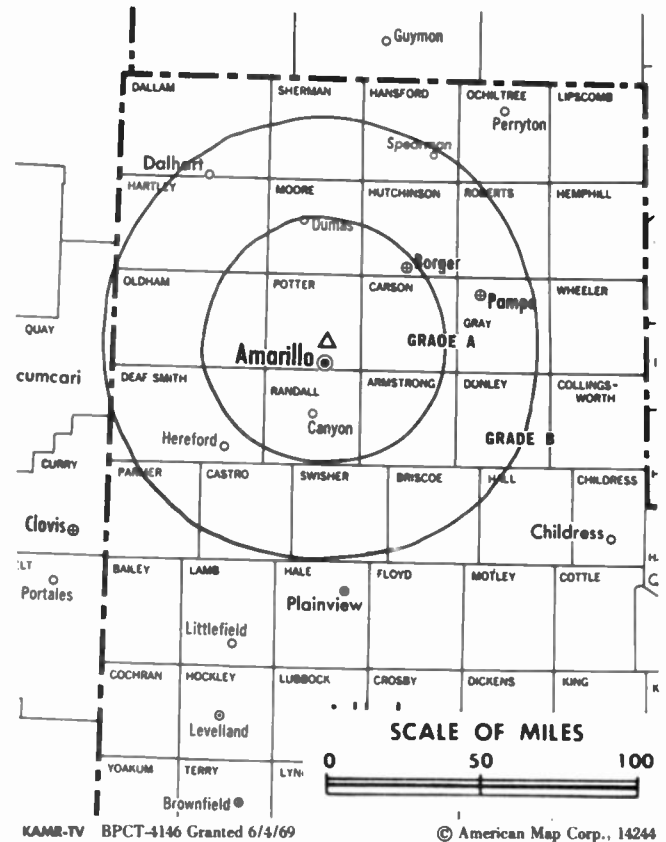 Guymon
DALLAM
SHERMAN
HANSFORD
OCHILTREE
LIPSCOMB
Perryton
Spearman
Dalhart
HARTLEY
MOORE
HUTCHINSON
ROBERTS
HEMPHILL
Dumas
Borger
OLDHAM
POTTER
CARSON
WHEELER
Pampa
GRAY
QUAY
GRADE A
Amarillo
cumcari
DEAF SMITH
RANDALL
ARMSTRONG
DONLEY
COLLINGS-
WORTH
Canyon
Hereford
GRADE B
CURRY
PARMER
CASTRO
SWISHER
BRISCOE
HALL
CHILDRESS
Clovis
Childress
LT
BAILEY
LAMB
HALE
FLOYD
MOTLEY
COTTLE
Portales
Plainview
Littlefield
COCHRAN
HOCKLEY
LUBBOCK
CROSBY
DICKENS
KING
K
Levelland
SCALE OF MILES
0 50 100
YOAKUM
TERRY
LYN
Brownfield
KAMR-TV BPCT-4146 Granted 6/4/69
© American Map Corp., 14244